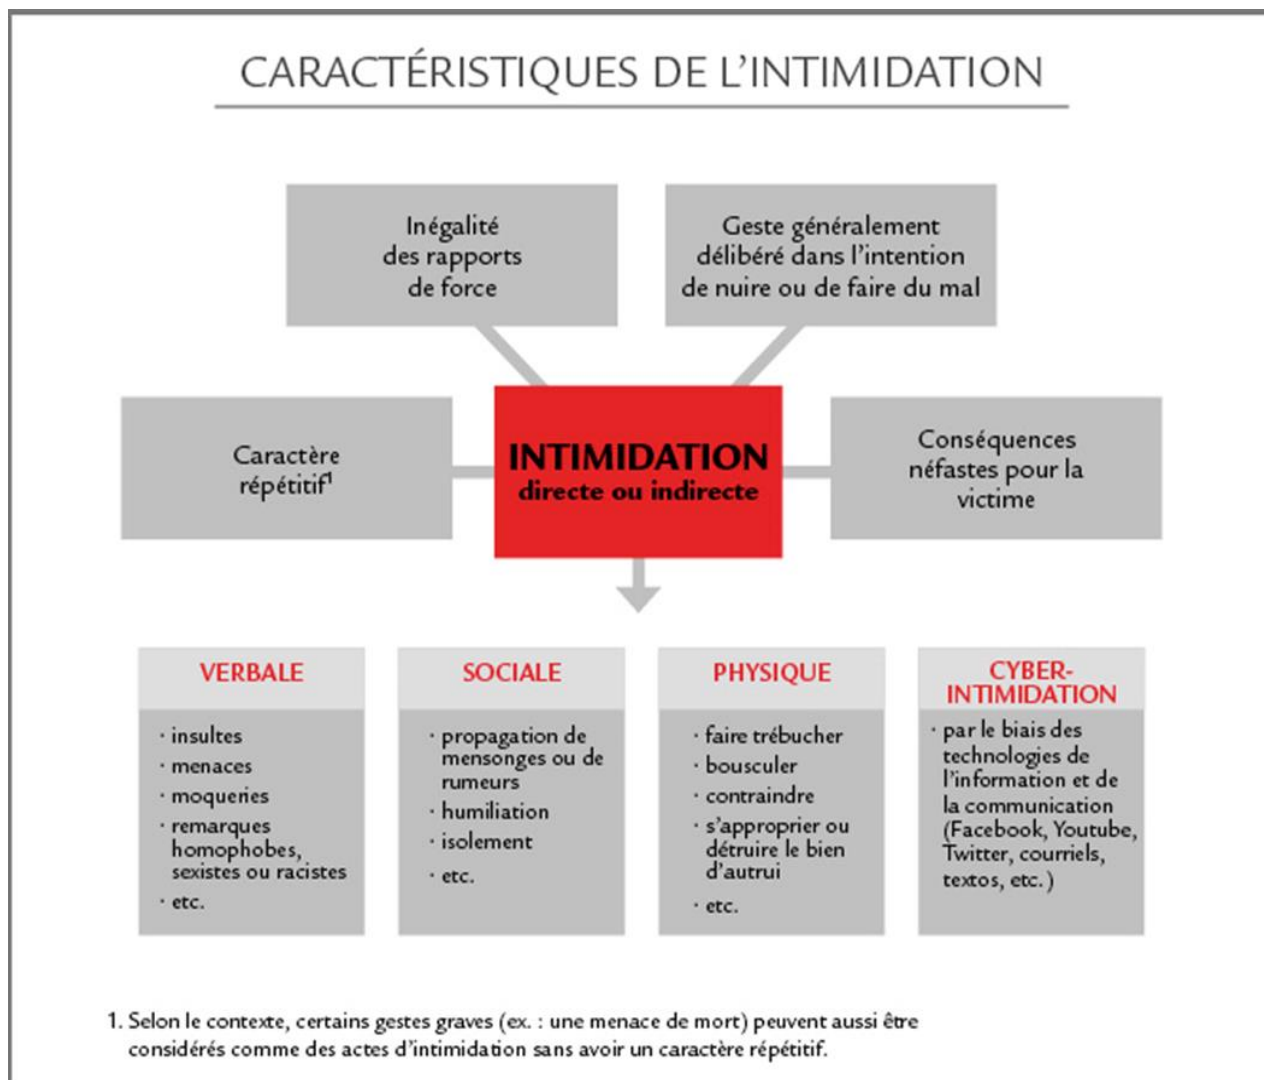 CARACTÉRISTIQUES DE L'INTIMIDATION
Inégalité
des rapports
de force
Geste généralement
délibéré dans l'intention
de nuire ou de faire du mal
Caractère
répétitif¹
INTIMIDATION
directe ou indirecte
Conséquences
néfastes pour la
victime
VERBALE
· insultes
· menaces
· moqueries
· remarques
homophobes,
sexistes ou racistes
· etc.
SOCIALE
· propagation de
mensonges ou de
rumeurs
· humiliation
· isolement
· etc.
PHYSIQUE
· faire trébucher
· bousculer
· contraindre
· s'approprier ou
détruire le bien
d'autrui
· etc.
CYBER-
INTIMIDATION
· par le biais des
technologies de
l'information et de
la communication
(Facebook, Youtube,
Twitter, courriels,
textos, etc.)
1. Selon le contexte, certains gestes graves (ex. : une menace de mort) peuvent aussi être
considérés comme des actes d'intimidation sans avoir un caractère répétitif.